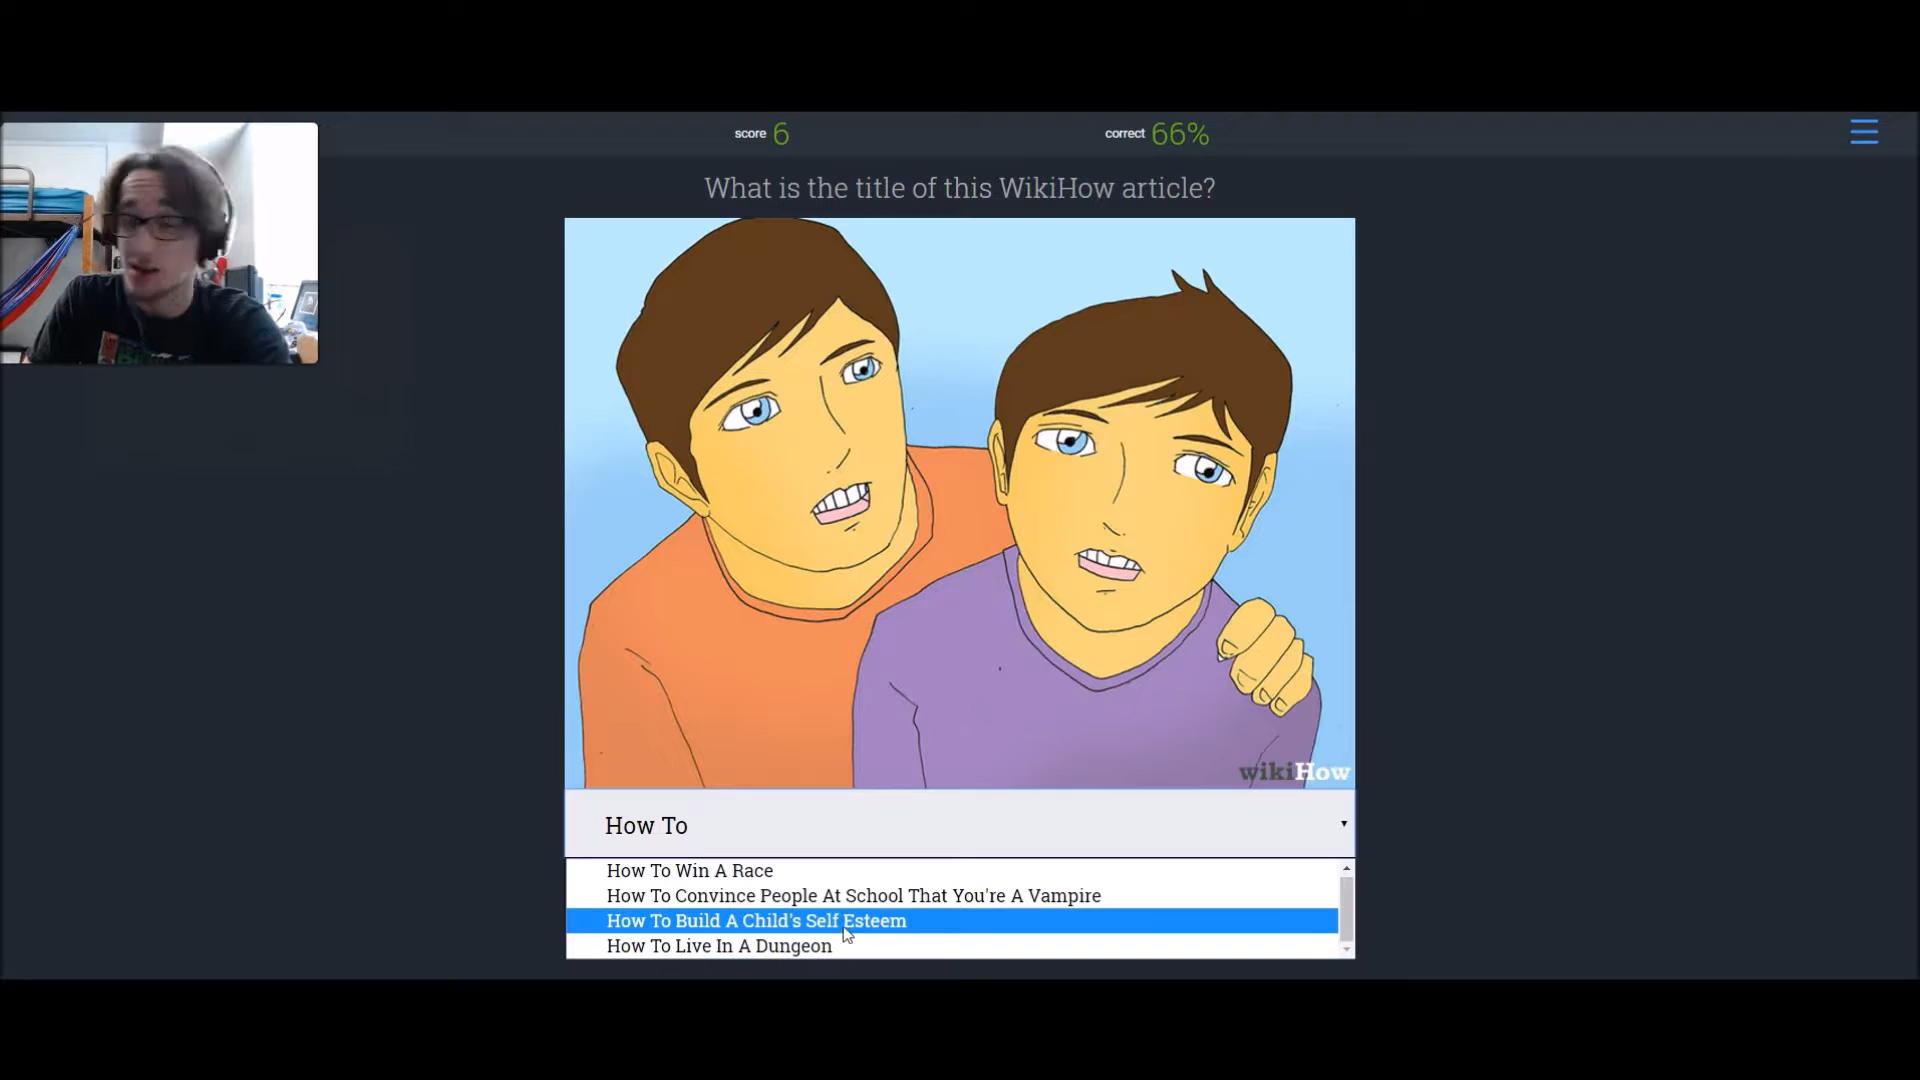 score 6
correct 66%
What is the title of this WikiHow article?
wikiHow
How To
How To Win A Race
How To Convince People At School That You're A Vampire
How To Build A Child's Self Esteem
How To Live In A Dungeon